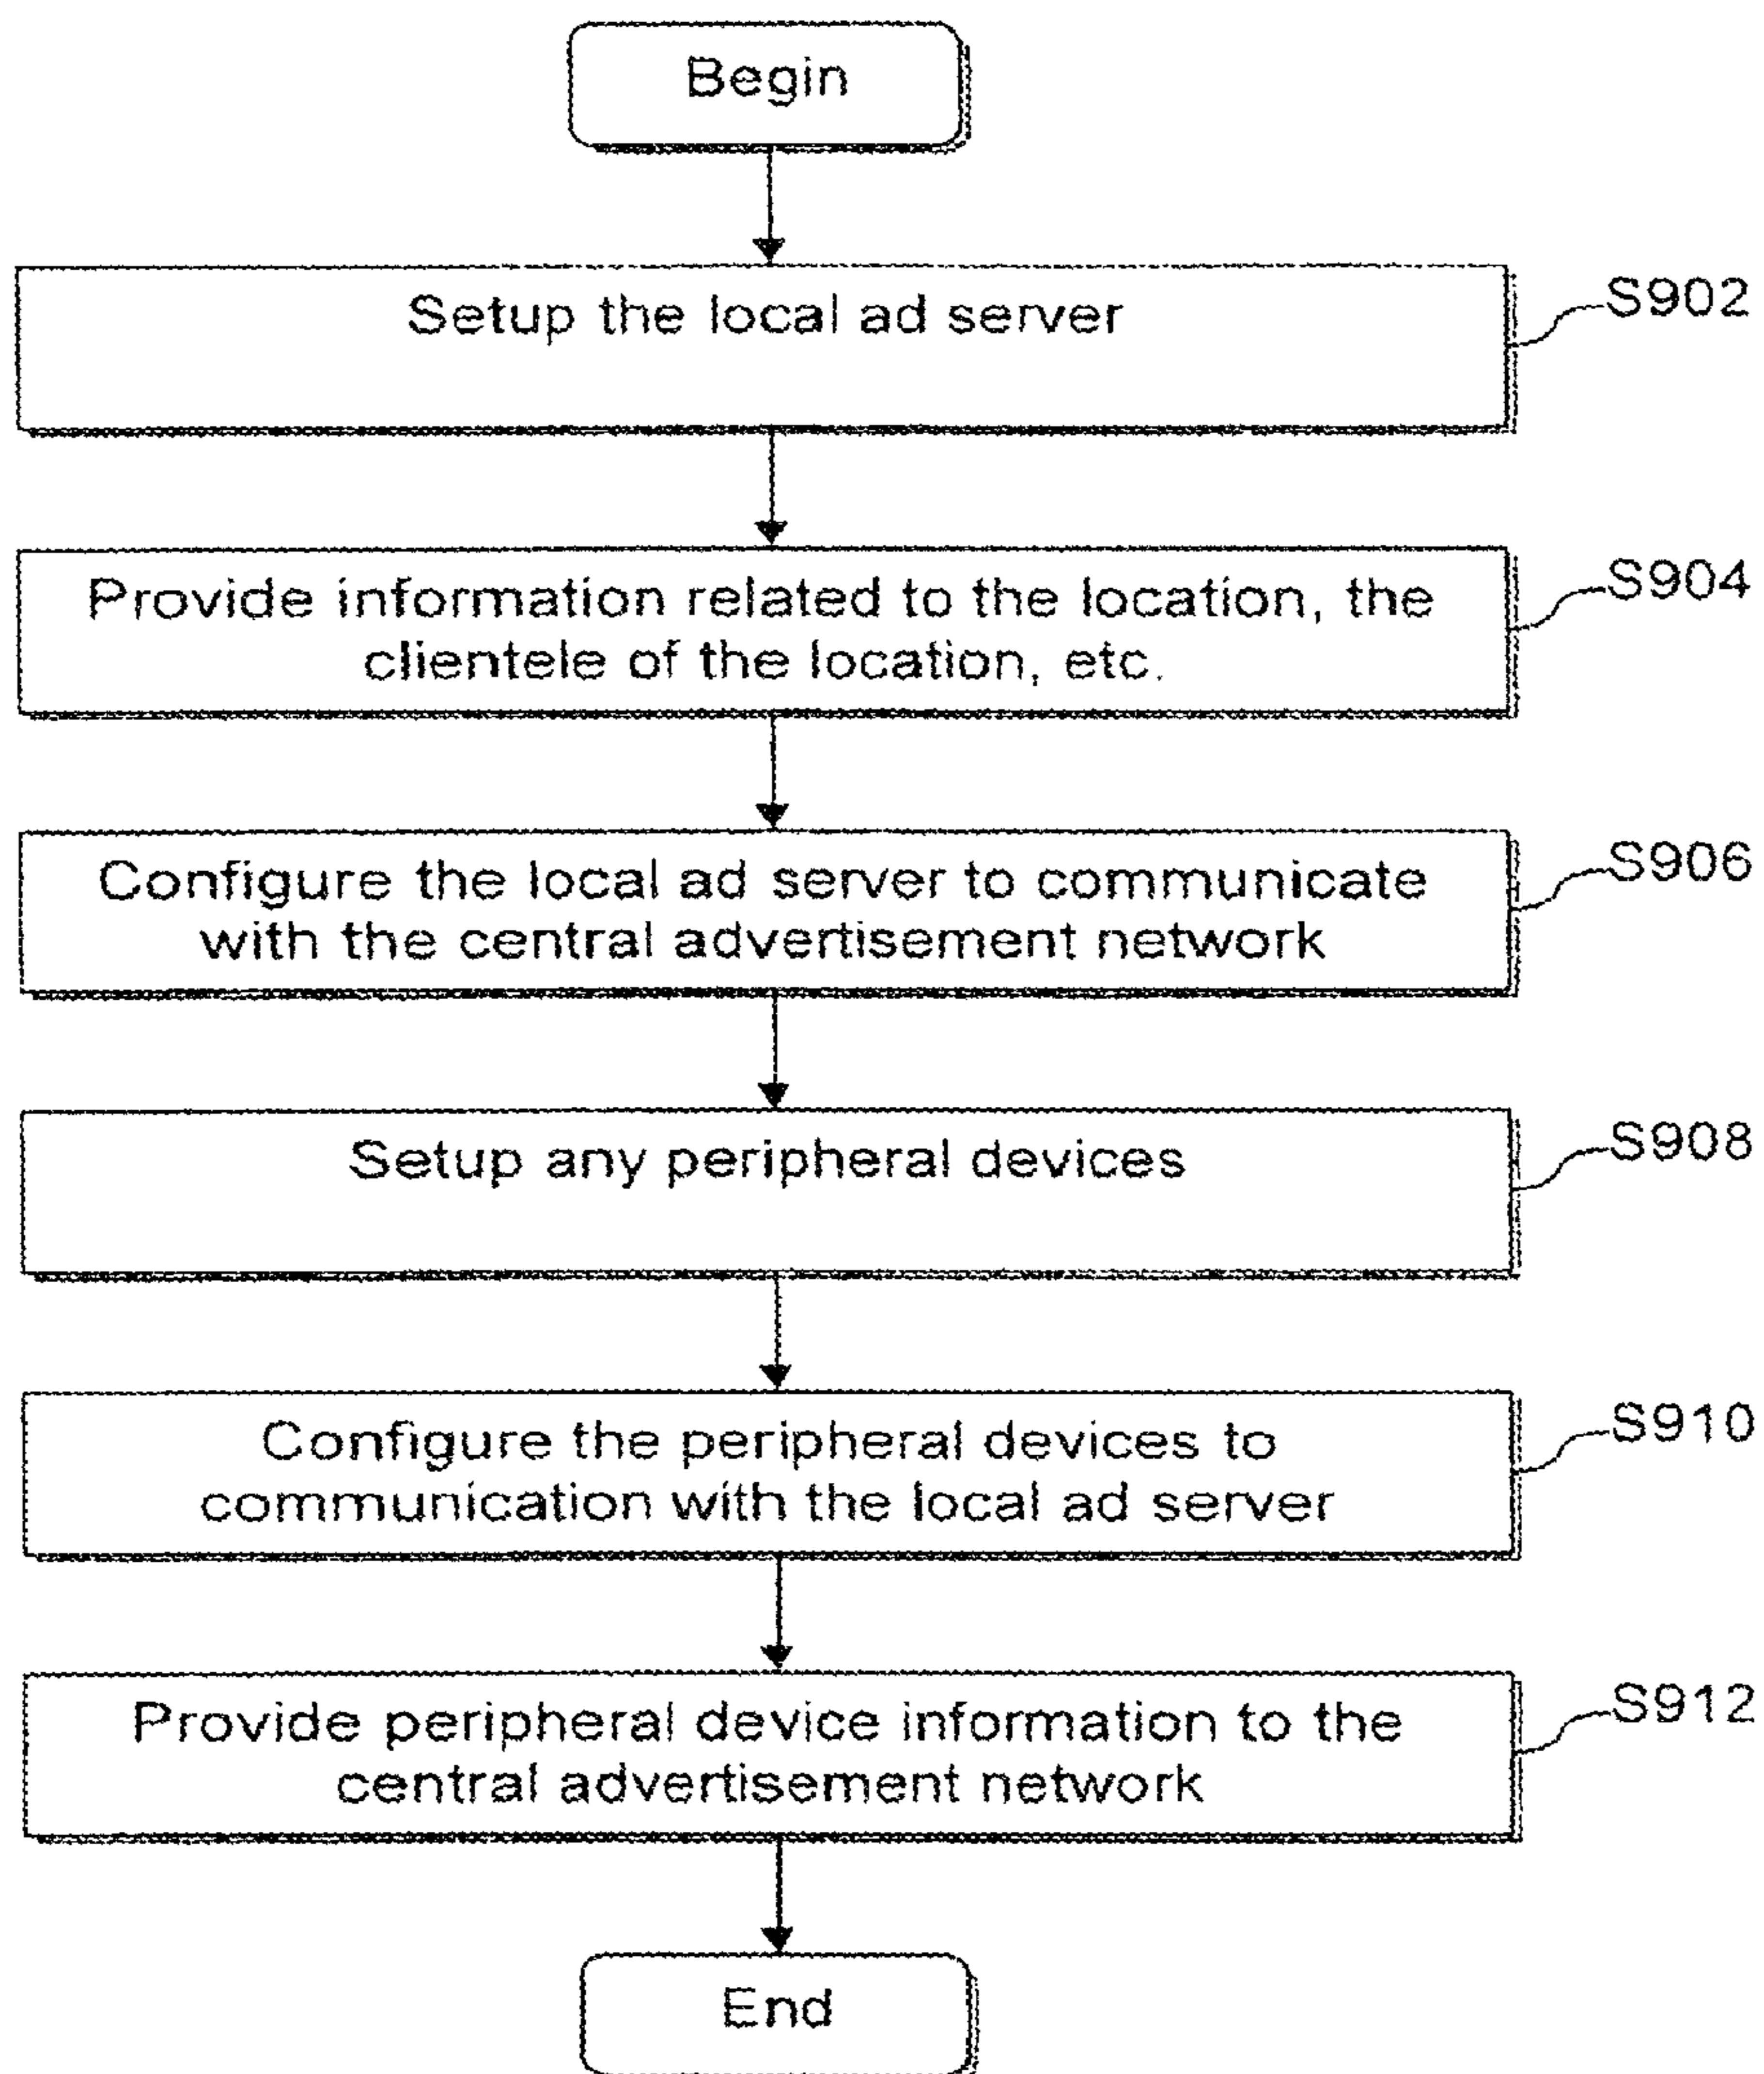 Begin
Setup the local ad server
S902
Provide information related to the location, the
clientele of the location, etc.
S904
Configure the local ad server to communicate
with the central advertisement network
S906
Setup any peripheral devices
S908
Configure the peripheral devices to
communication with the local ad server
S910
Provide peripheral device information to the
central advertisement network
S912
End